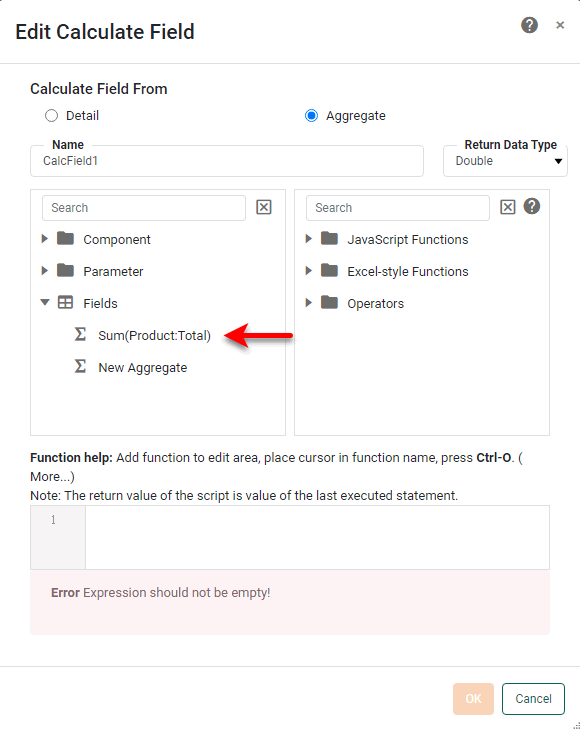 Edit Calculate Field
Calculate Field From
Detail
Aggregate
Name
CalcField1
Return Data Type
Double
Search
Component
Parameter
Fields
Sum(Product:Total)
New Aggregate
Search
JavaScript Functions
Excel-style Functions
Operators
Function help: Add function to edit area, place cursor in function name, press Ctrl-O. (
More...)
Note: The return value of the script is value of the last executed statement.
1
Error Expression should not be empty!
OK
Cancel